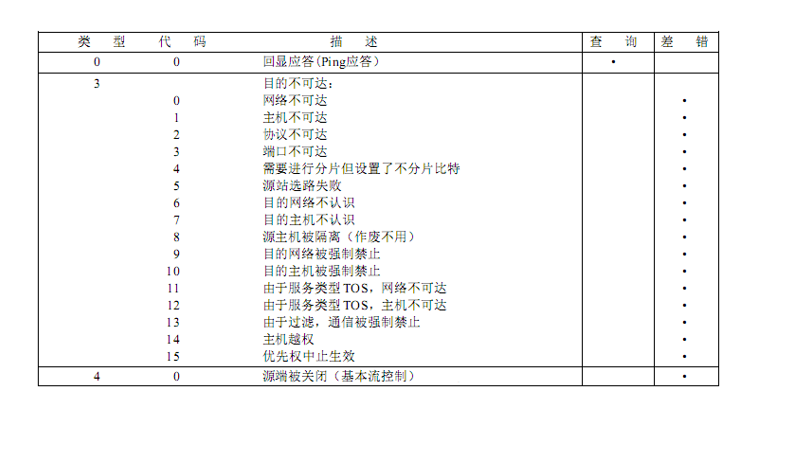 类 型 代 码 描 述 查 询 差 错
0 0 回显应答(Ping应答) •
3 目的不可达：
0 网络不可达 •
1 主机不可达 •
2 协议不可达 •
3 端口不可达 •
4 需要进行分片但设置了不分片比特 •
5 源站选路失败 •
6 目的网络不认识 •
7 目的主机不认识 •
8 源主机被隔离（作废不用） •
9 目的网络被强制禁止 •
10 目的主机被强制禁止 •
11 由于服务类型TOS，网络不可达 •
12 由于服务类型TOS，主机不可达 •
13 由于过滤，通信被强制禁止 •
14 主机越权 •
15 优先权中止生效 •
4 0 源端被关闭（基本流控制） •